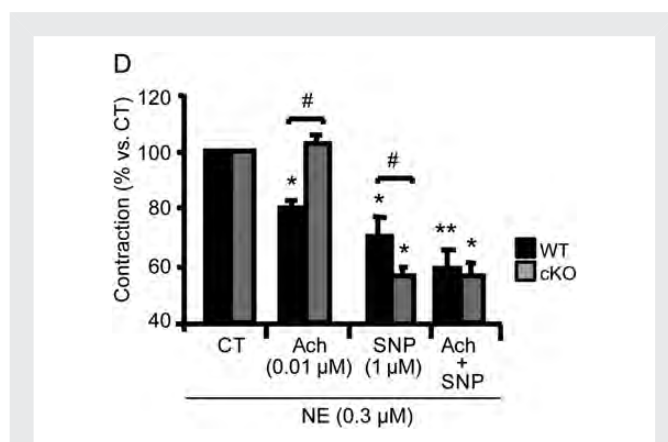 D
Contraction (% vs. CT)
120
100
80
60
40
#
*
#
*
*
**
*
WT
cKO
CT
Ach
(0.01 µM)
SNP
(1 µM)
Ach
+
SNP
NE (0.3 µM)